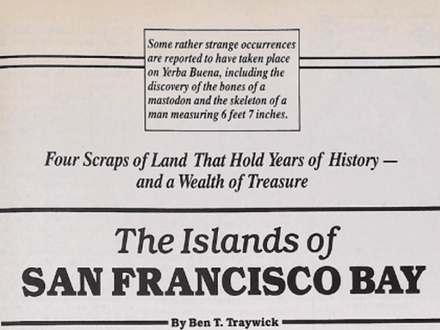 Some rather strange occurrences
are reported to have taken place
on Yerba Buena, including the
discovery of the bones of a
mastodon and the skeleton of a
man measuring 6 feet 7 inches.
Four Scraps of Land That Hold Years of History —
and a Wealth of Treasure
The Islands of
SAN FRANCISCO BAY
By Ben T. Traywick